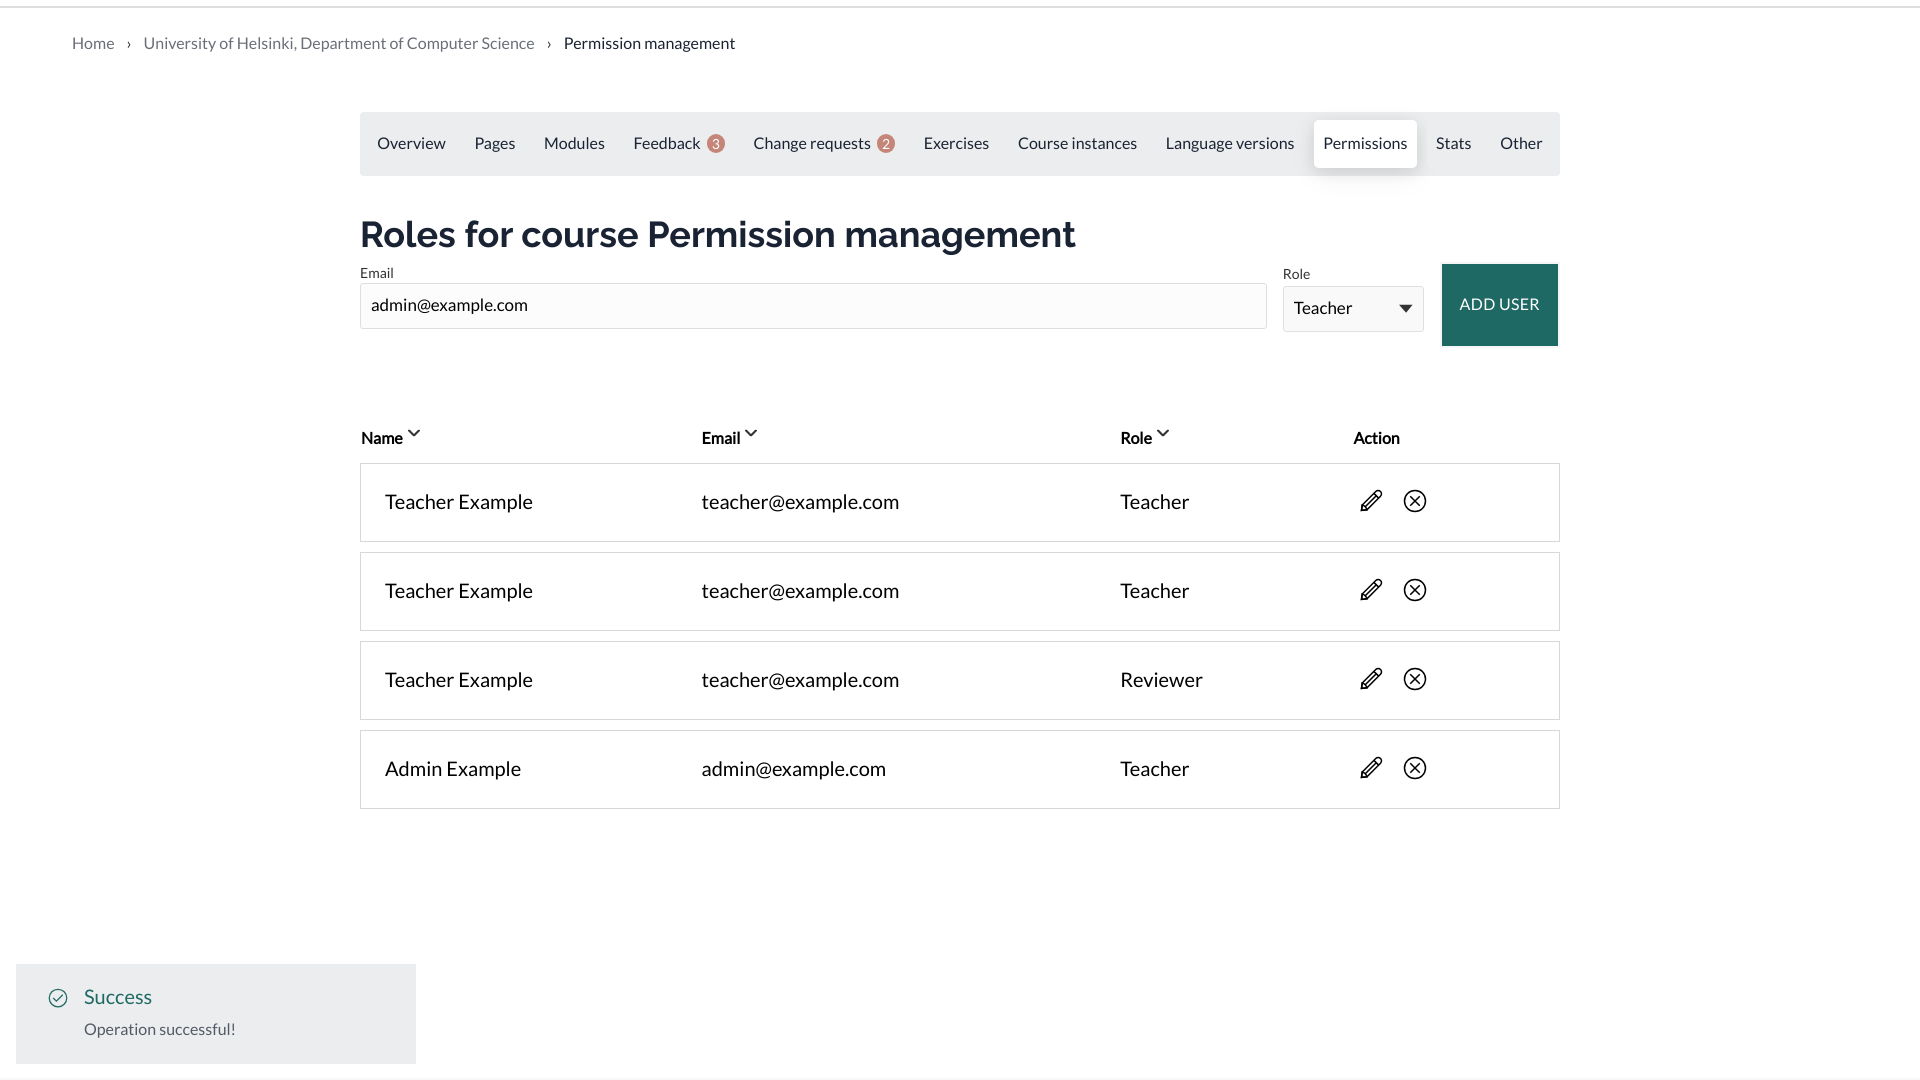 Home › University of Helsinki, Department of Computer Science › Permission management
Overview Pages Modules Feedback 3 Change requests 2 Exercises Course instances Language versions Permissions Stats Other
Roles for course Permission management
Email
admin@example.com
Role
Teacher
ADD USER
Name Email Role Action
Teacher Example teacher@example.com Teacher
Teacher Example teacher@example.com Teacher
Teacher Example teacher@example.com Reviewer
Admin Example admin@example.com Teacher
Success
Operation successful!